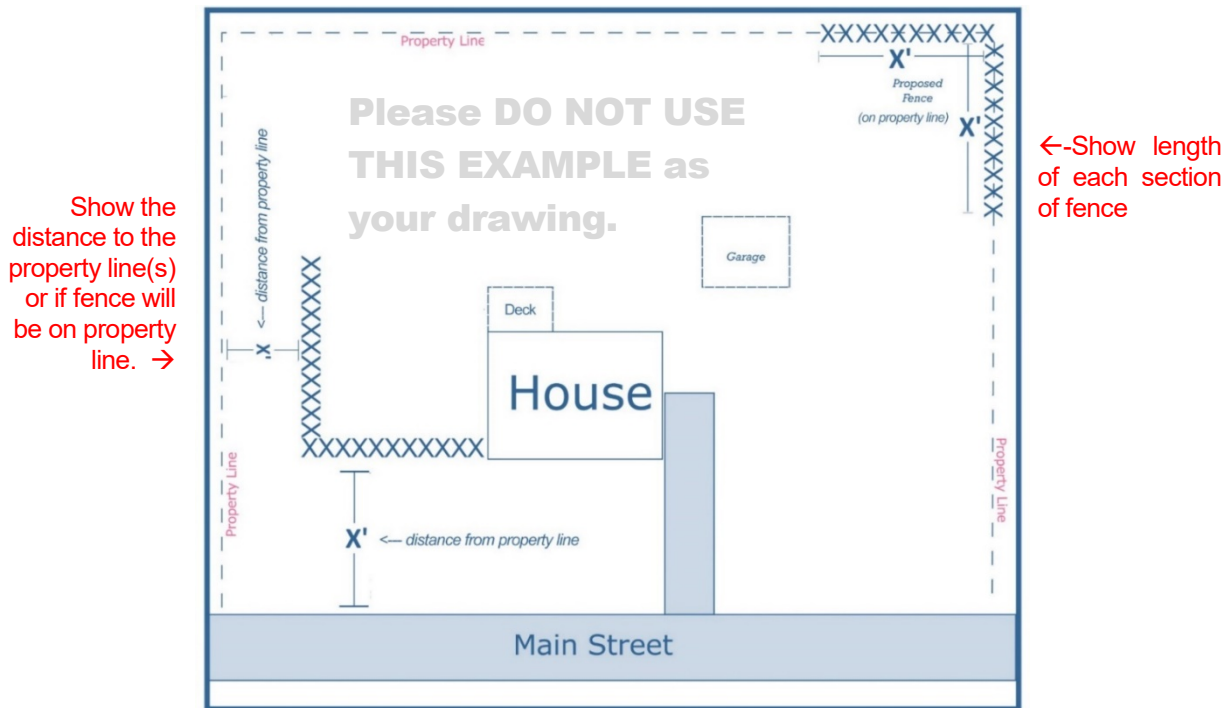 Property Line
X'
Proposed
Fence
(on property line)
X'
Please DO NOT USE
THIS EXAMPLE as
your drawing.
←-Show length
of each section
of fence
Show the
distance to the
property line(s)
or if fence will
be on property
line. →
<--- distance from property line
X'
Garage
Deck
House
XXXXXXXXXXX
Property Line
Property Line
X' <--- distance from property line
Main Street